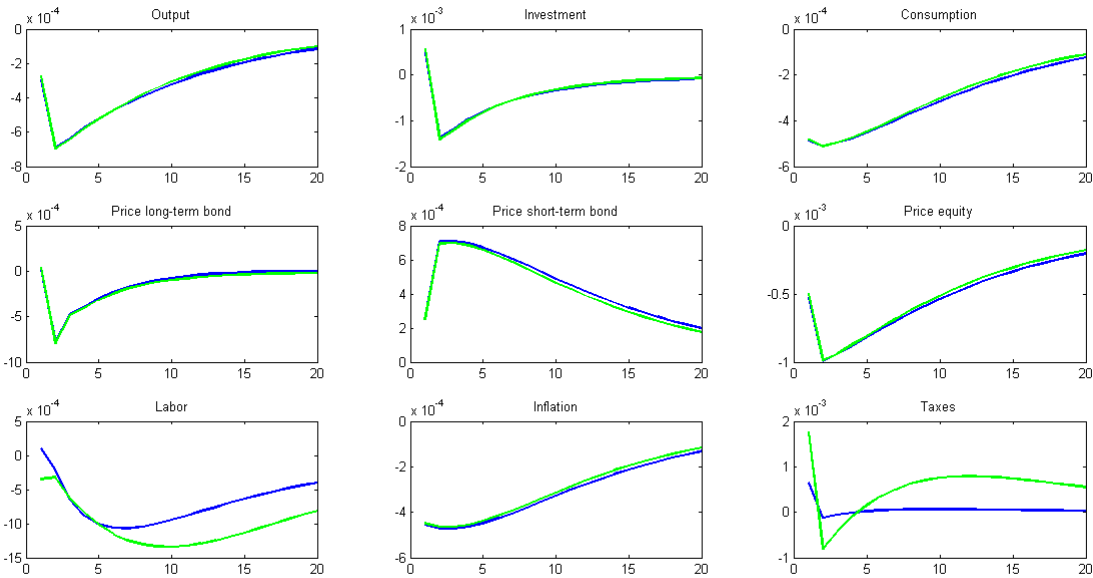 x 10^-4 Output
0
-2
-4
-6
-8
0 5 10 15 20
x 10^-3 Investment
1
0
-1
-2
0 5 10 15 20
x 10^-4 Consumption
0
-2
-4
-6
0 5 10 15 20
x 10^-4 Price long-term bond
5
0
-5
-10
0 5 10 15 20
x 10^-4 Price short-term bond
8
6
4
2
0
0 5 10 15 20
x 10^-3 Price equity
0
-0.5
-1
0 5 10 15 20
x 10^-4 Labor
5
0
-5
-10
-15
0 5 10 15 20
x 10^-4 Inflation
0
-2
-4
-6
0 5 10 15 20
x 10^-3 Taxes
2
1
0
-1
0 5 10 15 20